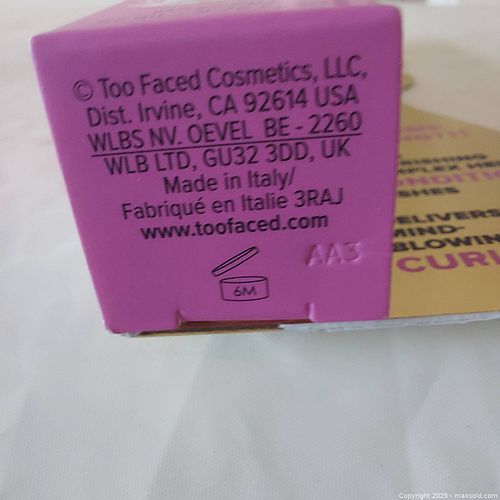 © Too Faced Cosmetics, LLC,
Dist. Irvine, CA 92614 USA
WLBS NV. OEVEL BE - 2260
WLB LTD, GU32 3DD, UK
Made in Italy/
Fabriqué en Italie 3RAJ
www.toofaced.com
AA3
6M
MIND-
BLOWIN
CURL
Copyright 2025 - maxsold.com